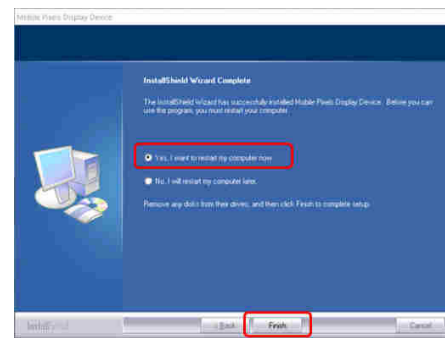 Mobile Pixels Display Device
InstallShield Wizard Complete
The InstallShield Wizard has successfully installed Mobile Pixels Display Device. Before you can
use the program, you must restart your computer.
Yes, I want to restart my computer now.
No, I will restart my computer later.
Remove any disks from their drives, and then click Finish to complete setup.
InstallShield
< Back
Finish
Cancel